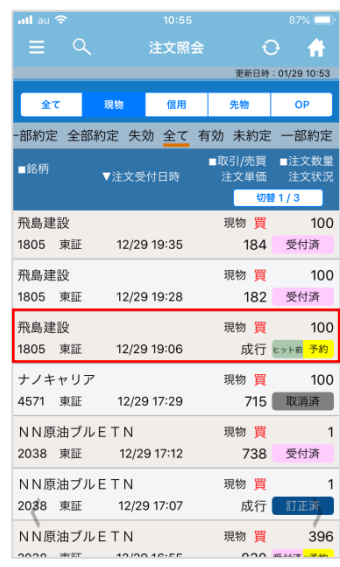 au 10:55 87%
注文照会
更新日時：01/29 10:53
全て 現物 信用 先物 OP
一部約定 全部約定 失効 全て 有効 未約定 一部約定
■銘柄 ▼注文受付日時 ■取引/売買 ■注文数量
注文単価 注文状況
切替 1 / 3
飛島建設 現物 買 100
1805 東証 12/29 19:35 184 受付済
飛島建設 現物 買 100
1805 東証 12/29 19:28 182 受付済
飛島建設 現物 買 100
1805 東証 12/29 19:06 成行 ヒット前 予約
ナノキャリア 現物 買 100
4571 東証 12/29 17:29 715 取消済
ＮＮ原油ブルＥＴＮ 現物 買 1
2038 東証 12/29 17:12 738 受付済
ＮＮ原油ブルＥＴＮ 現物 買 1
2038 東証 12/29 17:07 成行 訂正済
ＮＮ原油ブルＥＴＮ 現物 買 396